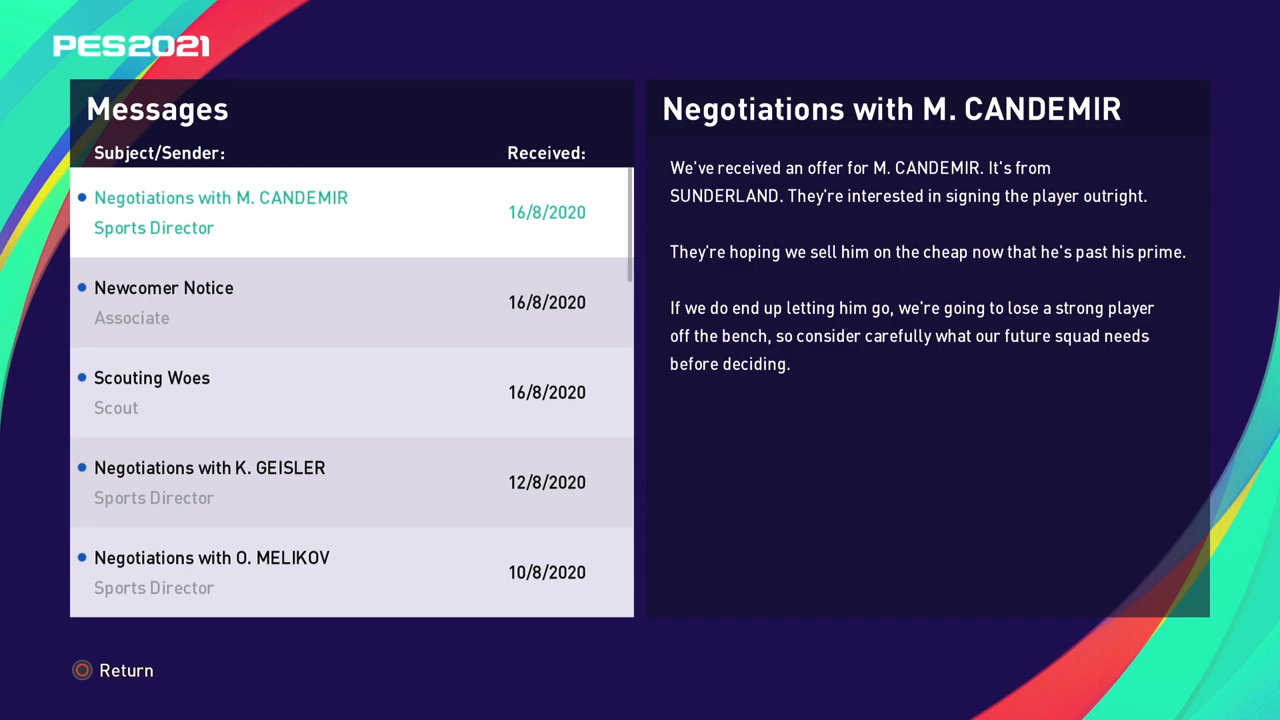 PES2021
Messages
Subject/Sender:
Received:
Negotiations with M. CANDEMIR
Sports Director
16/8/2020
Newcomer Notice
Associate
16/8/2020
Scouting Woes
Scout
16/8/2020
Negotiations with K. GEISLER
Sports Director
12/8/2020
Negotiations with O. MELIKOV
Sports Director
10/8/2020
Negotiations with M. CANDEMIR
We've received an offer for M. CANDEMIR. It's from
SUNDERLAND. They're interested in signing the player outright.
They're hoping we sell him on the cheap now that he's past his prime.
If we do end up letting him go, we're going to lose a strong player
off the bench, so consider carefully what our future squad needs
before deciding.
Return